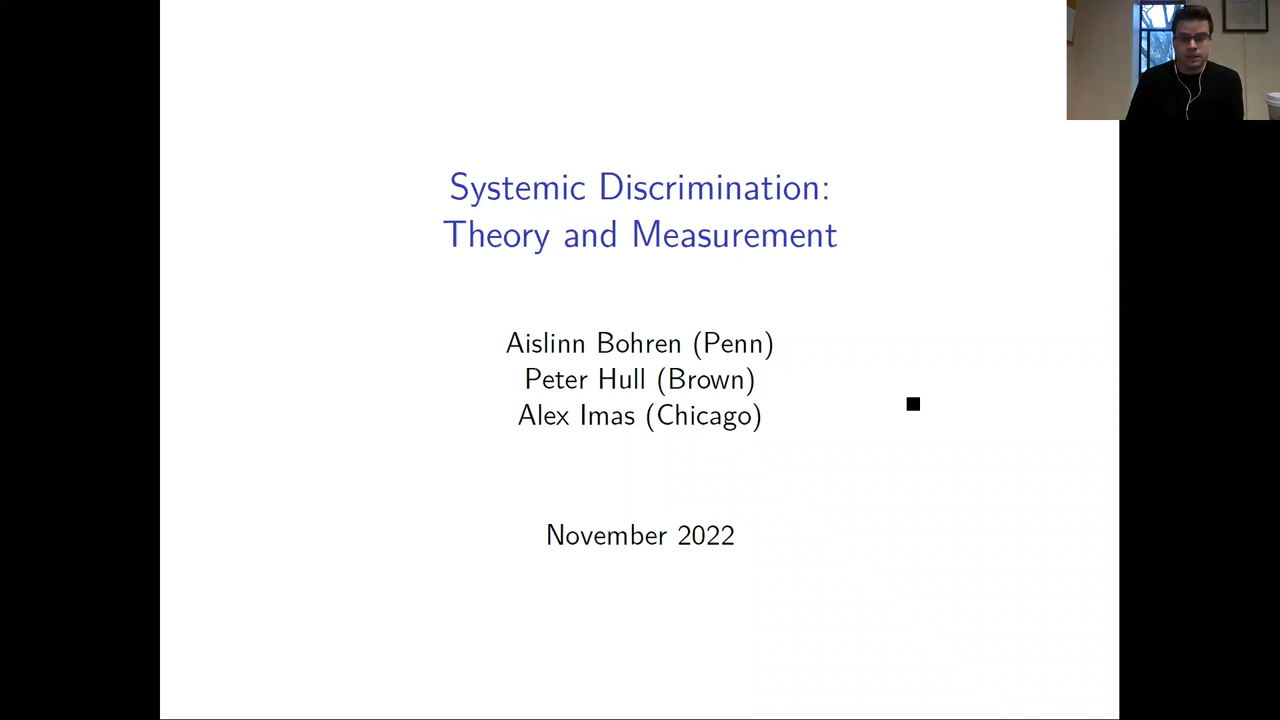 Systemic Discrimination:
Theory and Measurement
Aislinn Bohren (Penn)
Peter Hull (Brown)
Alex Imas (Chicago)
November 2022